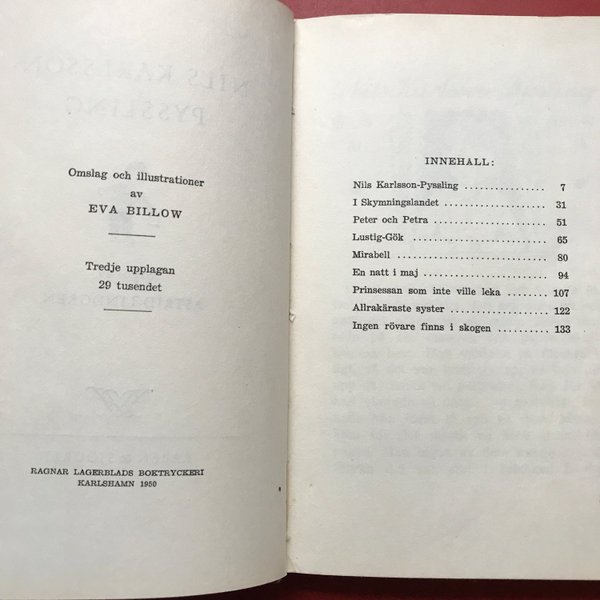 Omslag och illustrationer
av
EVA BILLOW
Tredje upplagan
29 tusendet
RAGNAR LAGERBLADS BOKTRYCKERI
KARLSHAMN 1950
INNEHALL:
Nils Karlsson-Pyssling .................... 7
I Skymningslandet ........................ 31
Peter och Petra ........................... 51
Lustig-Gök ................................ 65
Mirabell .................................. 80
En natt i maj ............................. 94
Prinsessan som inte ville leka .......... 107
Allrakäraste syster ...................... 122
Ingen rövare finns i skogen .......... 133